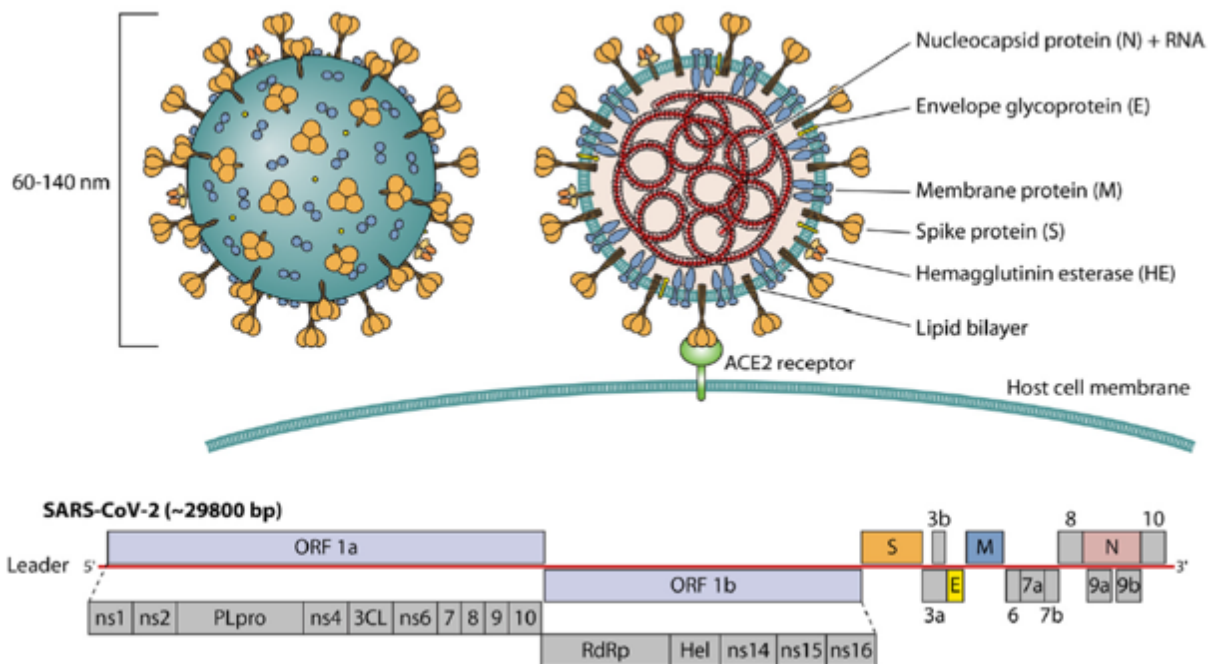 60-140 nm
Nucleocapsid protein (N) + RNA
Envelope glycoprotein (E)
Membrane protein (M)
Spike protein (S)
Hemagglutinin esterase (HE)
Lipid bilayer
ACE2 receptor
Host cell membrane
SARS-CoV-2 (~29800 bp)
3b 8 10
ORF 1a S M N
Leader 5' 3'
ORF 1b E 7a 9a 9b
3a 6 7b
ns1 ns2 PLpro ns4 3CL ns6 7 8 9 10
RdRp Hel ns14 ns15 ns16